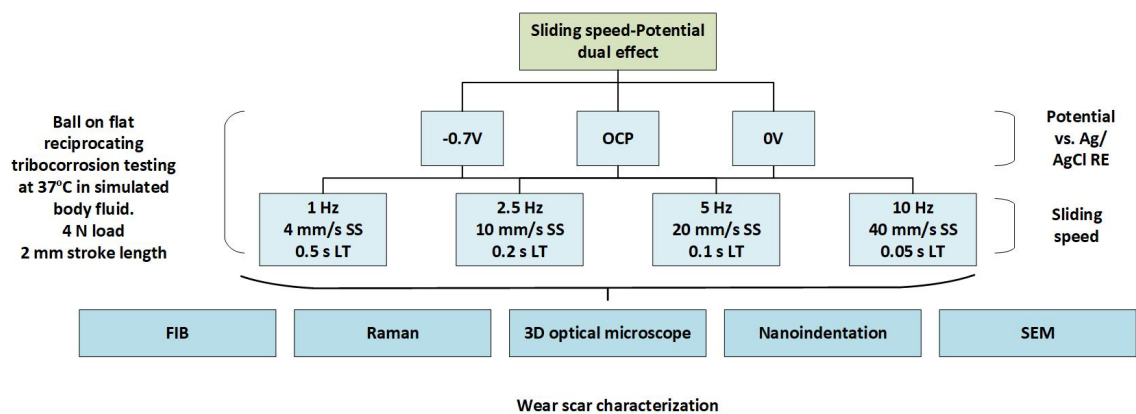 Sliding speed-Potential
dual effect
Ball on flat
reciprocating
tribocorrosion testing
at 37°C in simulated
body fluid.
4 N load
2 mm stroke length
-0.7V
OCP
0V
Potential
vs. Ag/
AgCl RE
1 Hz
4 mm/s SS
0.5 s LT
2.5 Hz
10 mm/s SS
0.2 s LT
5 Hz
20 mm/s SS
0.1 s LT
10 Hz
40 mm/s SS
0.05 s LT
Sliding
speed
FIB
Raman
3D optical microscope
Nanoindentation
SEM
Wear scar characterization